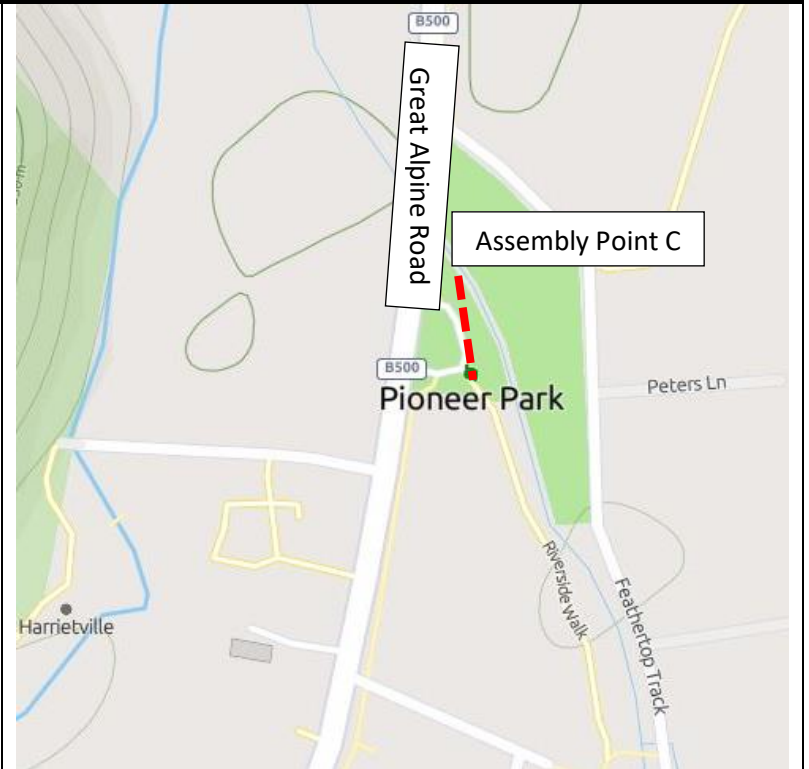 B500
Great Alpine Road
Assembly Point C
B500
Pioneer Park
Peters Ln
Riverside Walk
Feathertop Track
Harrietville